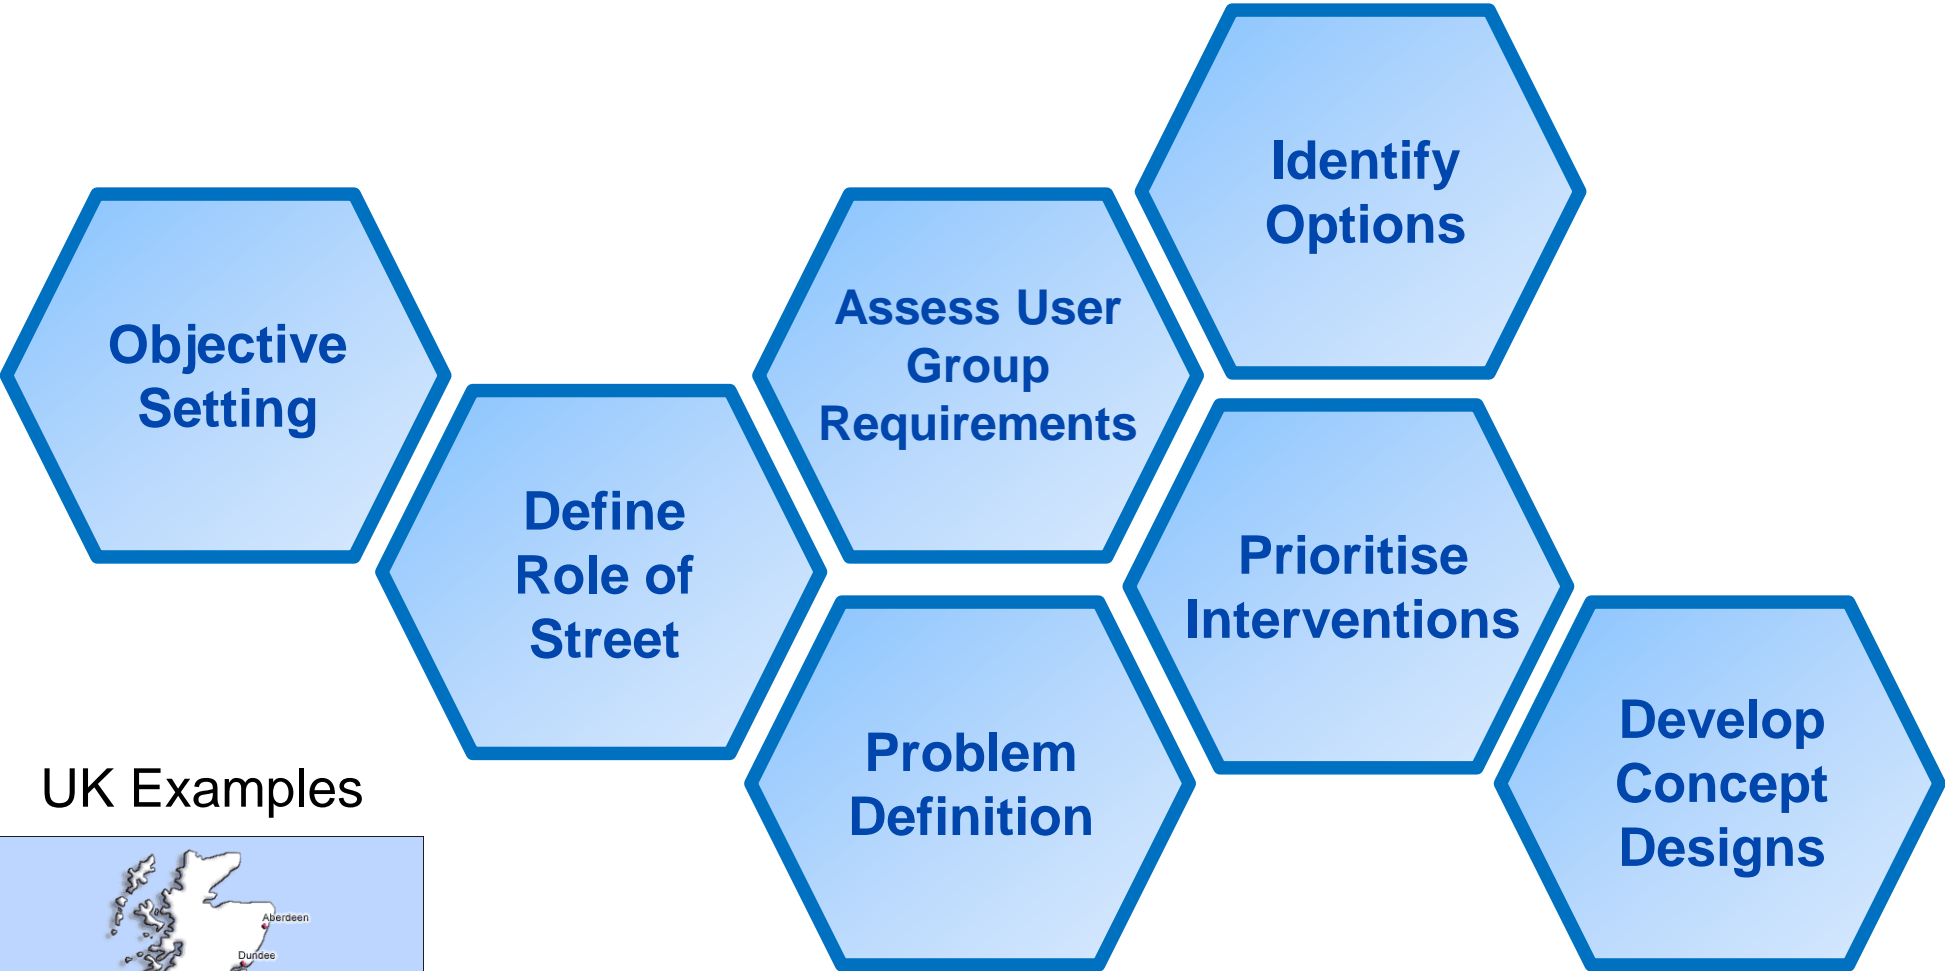 Objective
Setting
Define
Role of
Street
Assess User
Group
Requirements
Problem
Definition
Identify
Options
Prioritise
Interventions
Develop
Concept
Designs
UK Examples
Aberdeen
Dundee